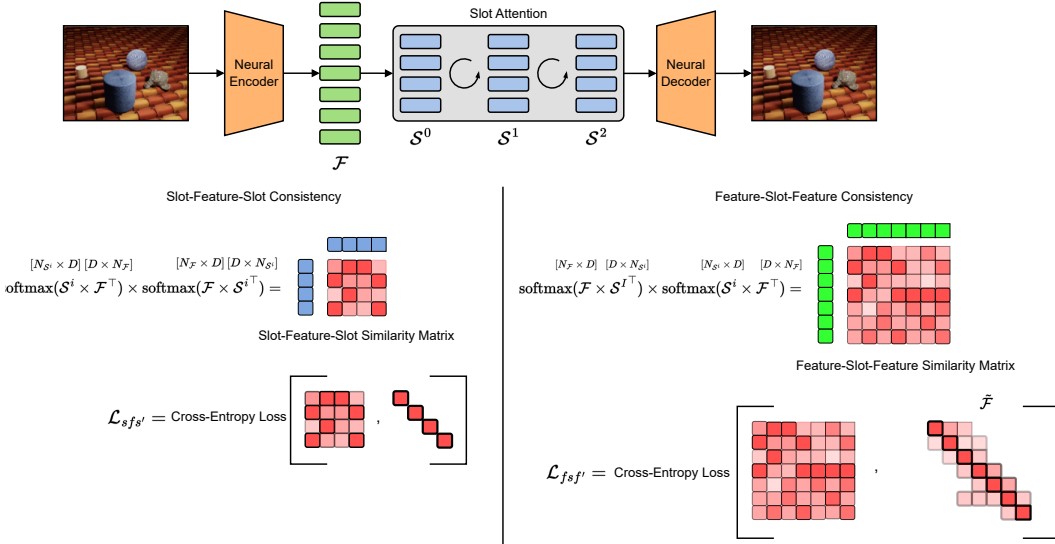 Slot Attention
Neural
Encoder
Neural
Decoder
𝓢⁰
𝓢¹
𝓢²
𝓕
Slot-Feature-Slot Consistency
[N_{𝓢ⁱ} × D] [D × N_𝓕]
[N_𝓕 × D] [D × N_{𝓢ⁱ}]
oftmax(𝓢ⁱ × 𝓕^⊤) × softmax(𝓕 × 𝓢ⁱ^⊤) =
Slot-Feature-Slot Similarity Matrix
𝓛_{sfs′} = Cross-Entropy Loss
,
Feature-Slot-Feature Consistency
[N_𝓕 × D] [D × N_{𝓢ⁱ}]
[N_{𝓢ⁱ} × D] [D × N_𝓕]
softmax(𝓕 × 𝓢ᴵ^⊤) × softmax(𝓢ⁱ × 𝓕^⊤) =
Feature-Slot-Feature Similarity Matrix
𝓕̃
𝓛_{fsf′} = Cross-Entropy Loss
,